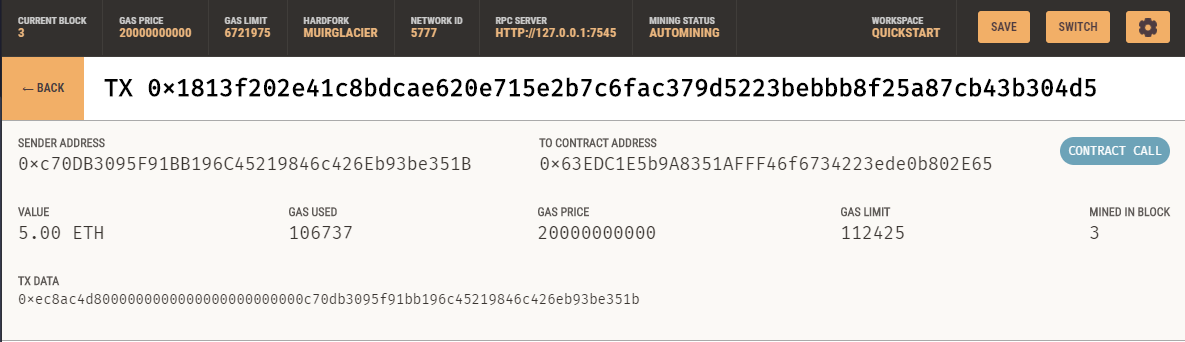 CURRENT BLOCK GAS PRICE GAS LIMIT HARDFORK NETWORK ID RPC SERVER MINING STATUS WORKSPACE
3 20000000000 6721975 MUIRGLACIER 5777 HTTP://127.0.0.1:7545 AUTOMINING QUICKSTART SAVE SWITCH
← BACK TX 0×1813f202e41c8bdcae620e715e2b7c6fac379d5223bebbb8f25a87cb43b304d5
SENDER ADDRESS TO CONTRACT ADDRESS
0×c70DB3095F91BB196C45219846c426Eb93be351B 0×63EDC1E5b9A8351AFFF46f6734223ede0b802E65 CONTRACT CALL
VALUE GAS USED GAS PRICE GAS LIMIT MINED IN BLOCK
5.00 ETH 106737 20000000000 112425 3
TX DATA
0×ec8ac4d8000000000000000000000000c70db3095f91bb196c45219846c426eb93be351b